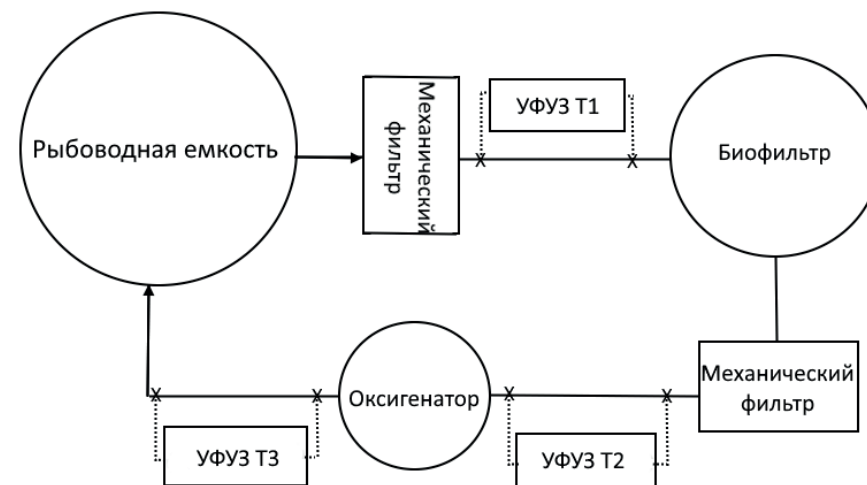 Рыбоводная емкость
Механический
фильтр
УФУЗ Т1
Биофильтр
Механический
фильтр
УФУЗ Т2
Оксигенатор
УФУЗ Т3